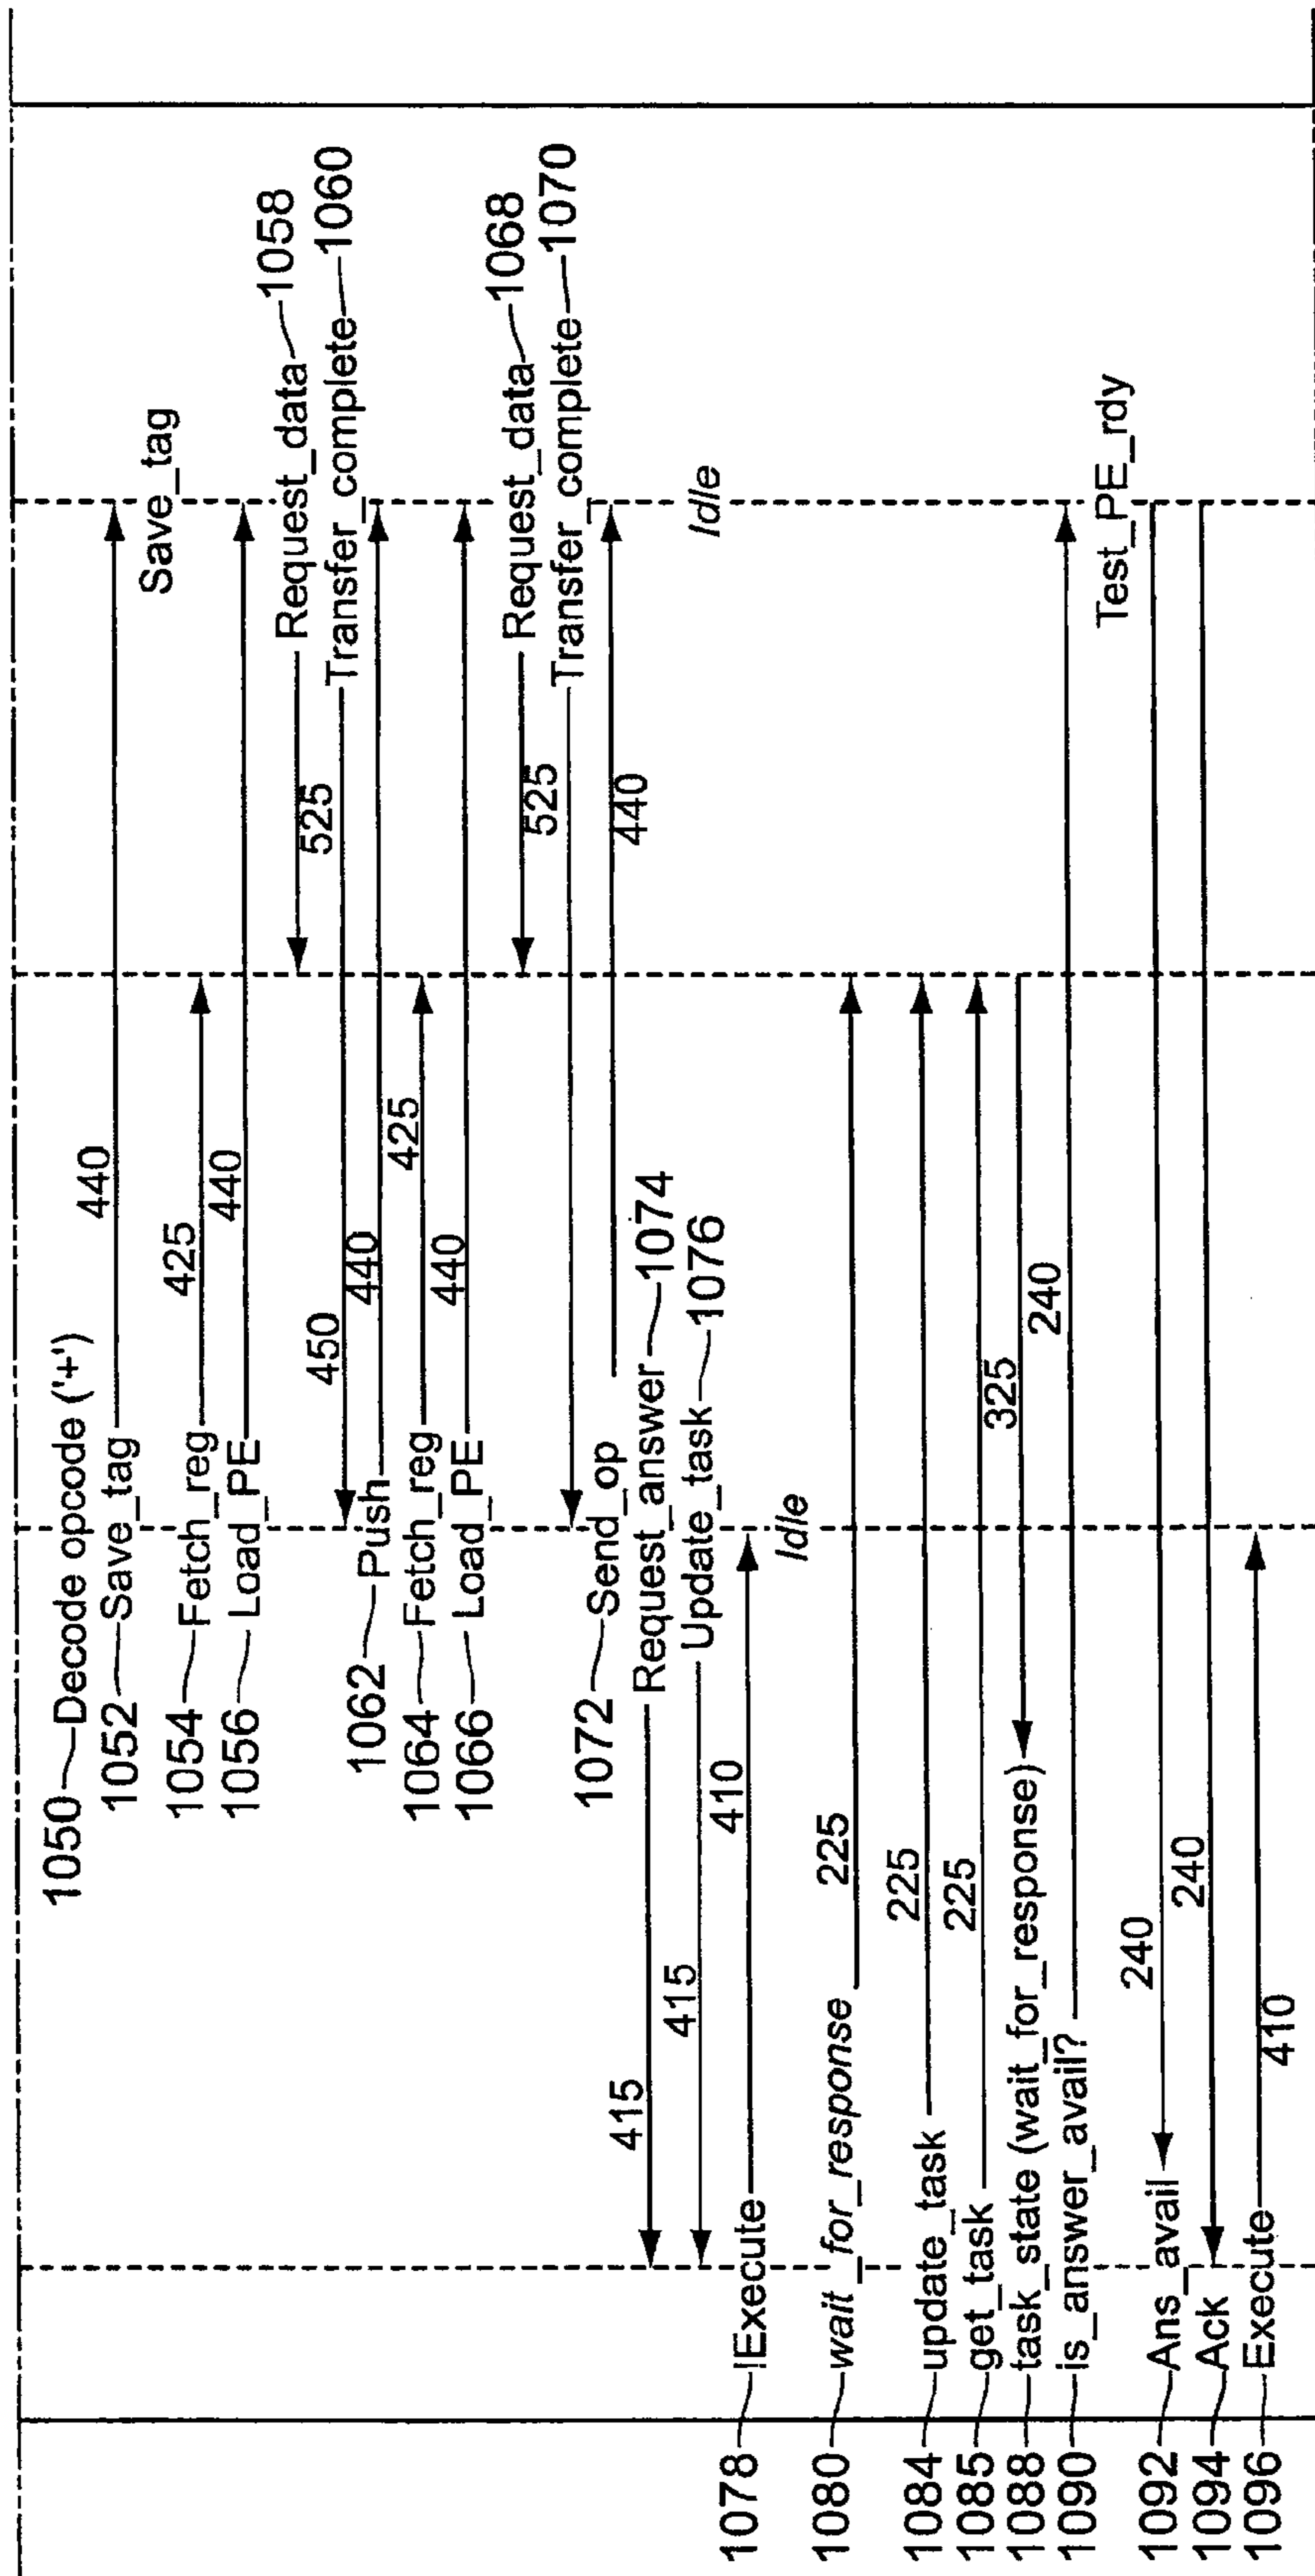 1050 Decode opcode ('+')
1052 Save_tag 440
Save_tag
1054 Fetch_reg 425
1056 Load_PE 440
Request_data 1058
525
Transfer_complete 1060
450
1062 Push 440
1064 Fetch_reg 425
1066 Load_PE 440
Request_data 1068
525
Transfer_complete 1070
1072 Send_op 440
415 Request_answer 1074
415 Update_task 1076
1078 !Execute 410
Idle Idle
1080 wait_for_response 225
1084 update_task 225
1085 get_task 225
1088 task_state (wait_for_response) 325
1090 is_answer_avail? 240
Test_PE_rdy
1092 Ans_avail 240
1094 Ack 240
1096 Execute 410